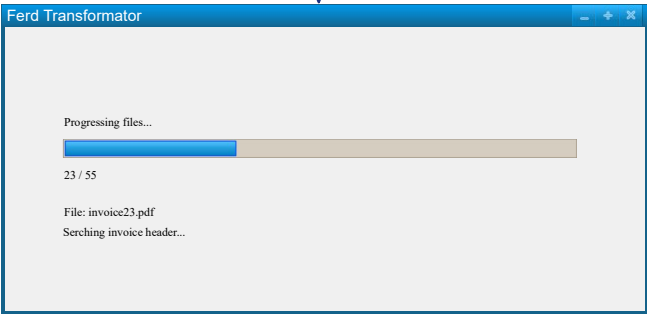 Ferd Transformator
Progressing files...
23 / 55
File: invoice23.pdf
Serching invoice header...